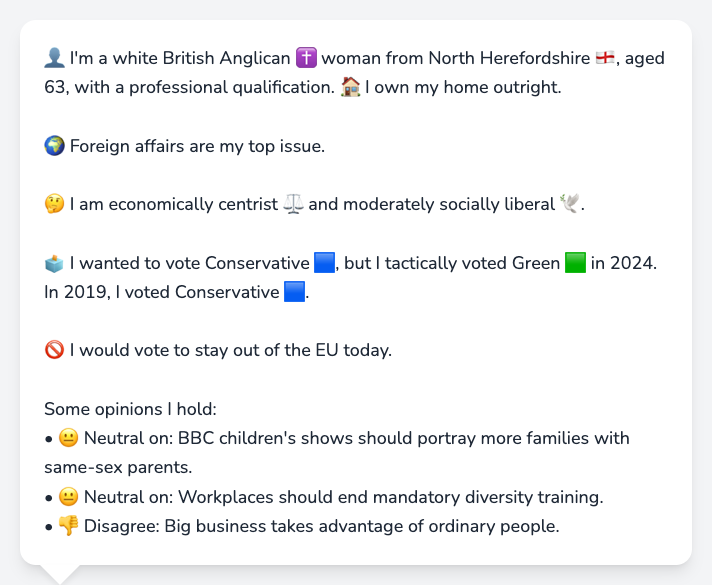 👤 I'm a white British Anglican ✝️ woman from North Herefordshire 🏴󠁧󠁢󠁥󠁮󠁧󠁿, aged
63, with a professional qualification. 🏠 I own my home outright.
🌍 Foreign affairs are my top issue.
🤔 I am economically centrist ⚖️ and moderately socially liberal 🕊️.
🗳️ I wanted to vote Conservative 🟦, but I tactically voted Green 🟩 in 2024.
In 2019, I voted Conservative 🟦.
🚫 I would vote to stay out of the EU today.
Some opinions I hold:
• 😐 Neutral on: BBC children's shows should portray more families with
same-sex parents.
• 😐 Neutral on: Workplaces should end mandatory diversity training.
• 👎 Disagree: Big business takes advantage of ordinary people.